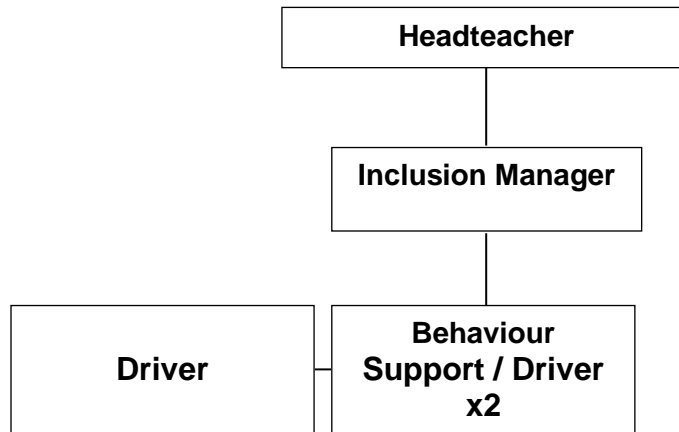 Headteacher
Inclusion Manager
Driver
Behaviour
Support / Driver
x2